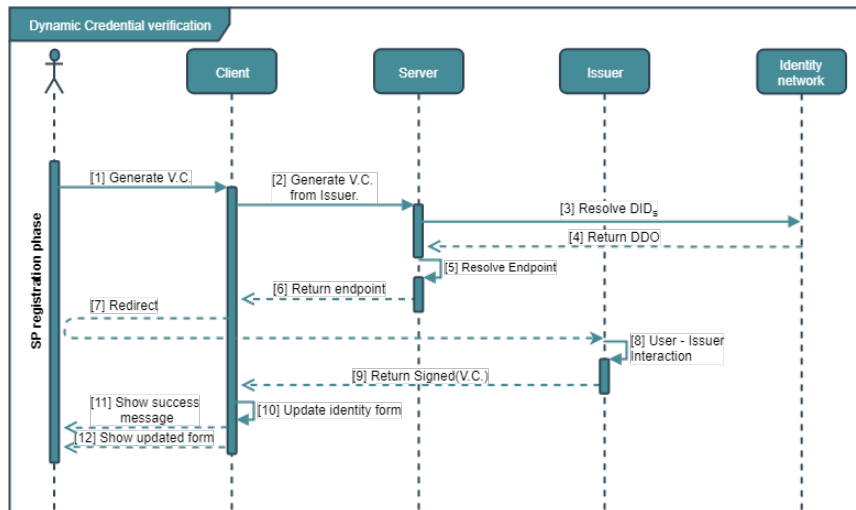 Dynamic Credential verification
Client
Server
Issuer
Identity
network
SP registration phase
[1] Generate V.C.
[2] Generate V.C.
from Issuer.
[3] Resolve DIDs
[4] Return DDO
[5] Resolve Endpoint
[6] Return endpoint
[7] Redirect
[8] User - Issuer
Interaction
[9] Return Signed(V.C.)
[10] Update identity form
[11] Show success
message
[12] Show updated form